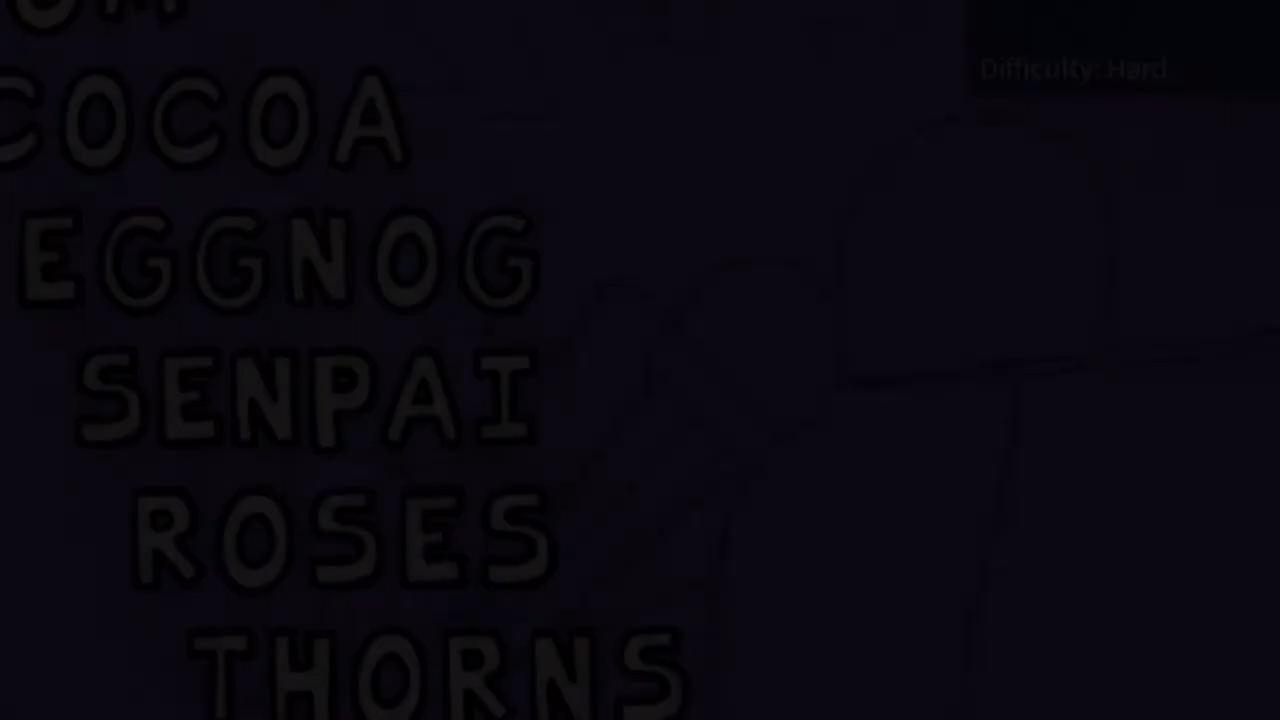 Difficulty: Hard
COCOA
EGGNOG
SENPAI
ROSES
THORNS